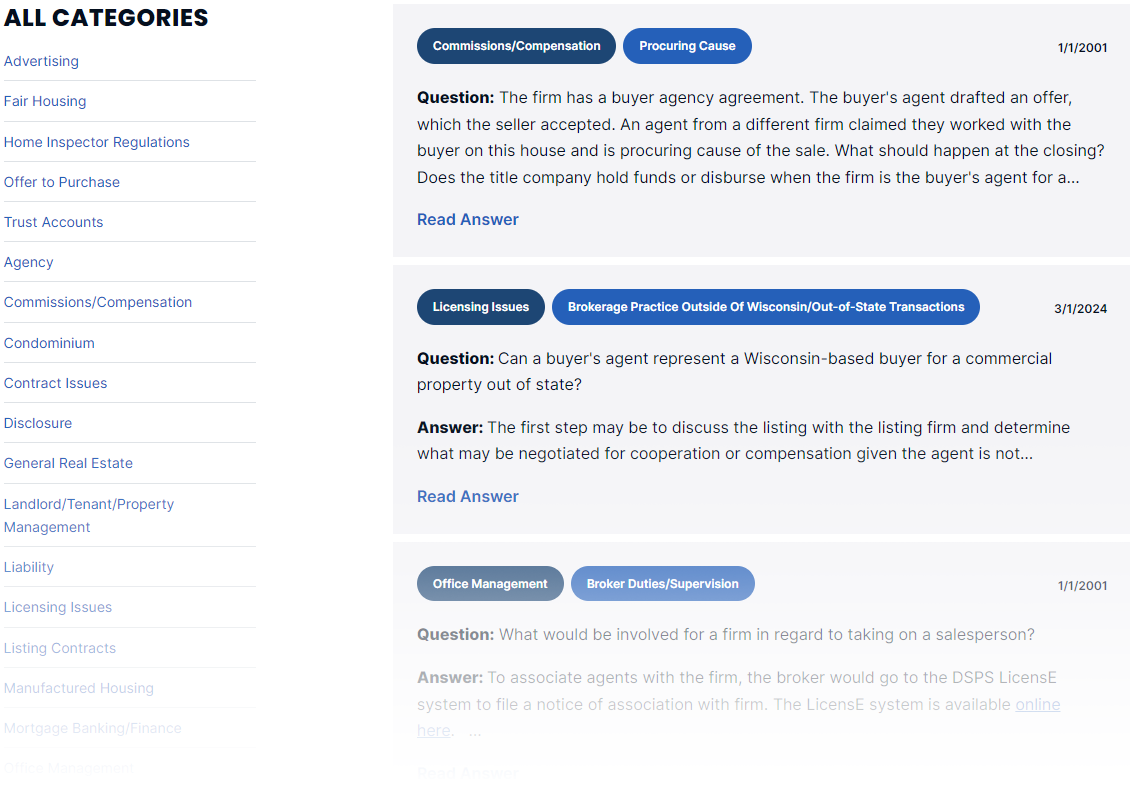 ALL CATEGORIES
Advertising
Fair Housing
Home Inspector Regulations
Offer to Purchase
Trust Accounts
Agency
Commissions/Compensation
Condominium
Contract Issues
Disclosure
General Real Estate
Landlord/Tenant/Property
Management
Liability
Licensing Issues
Listing Contracts
Manufactured Housing
Mortgage Banking/Finance
Office Management
Commissions/Compensation Procuring Cause 1/1/2001
Question: The firm has a buyer agency agreement. The buyer's agent drafted an offer,
which the seller accepted. An agent from a different firm claimed they worked with the
buyer on this house and is procuring cause of the sale. What should happen at the closing?
Does the title company hold funds or disburse when the firm is the buyer's agent for a...
Read Answer
Licensing Issues Brokerage Practice Outside Of Wisconsin/Out-of-State Transactions 3/1/2024
Question: Can a buyer's agent represent a Wisconsin-based buyer for a commercial
property out of state?
Answer: The first step may be to discuss the listing with the listing firm and determine
what may be negotiated for cooperation or compensation given the agent is not...
Read Answer
Office Management Broker Duties/Supervision 1/1/2001
Question: What would be involved for a firm in regard to taking on a salesperson?
Answer: To associate agents with the firm, the broker would go to the DSPS LicensE
system to file a notice of association with firm. The LicensE system is available online
here. ...
Read Answer